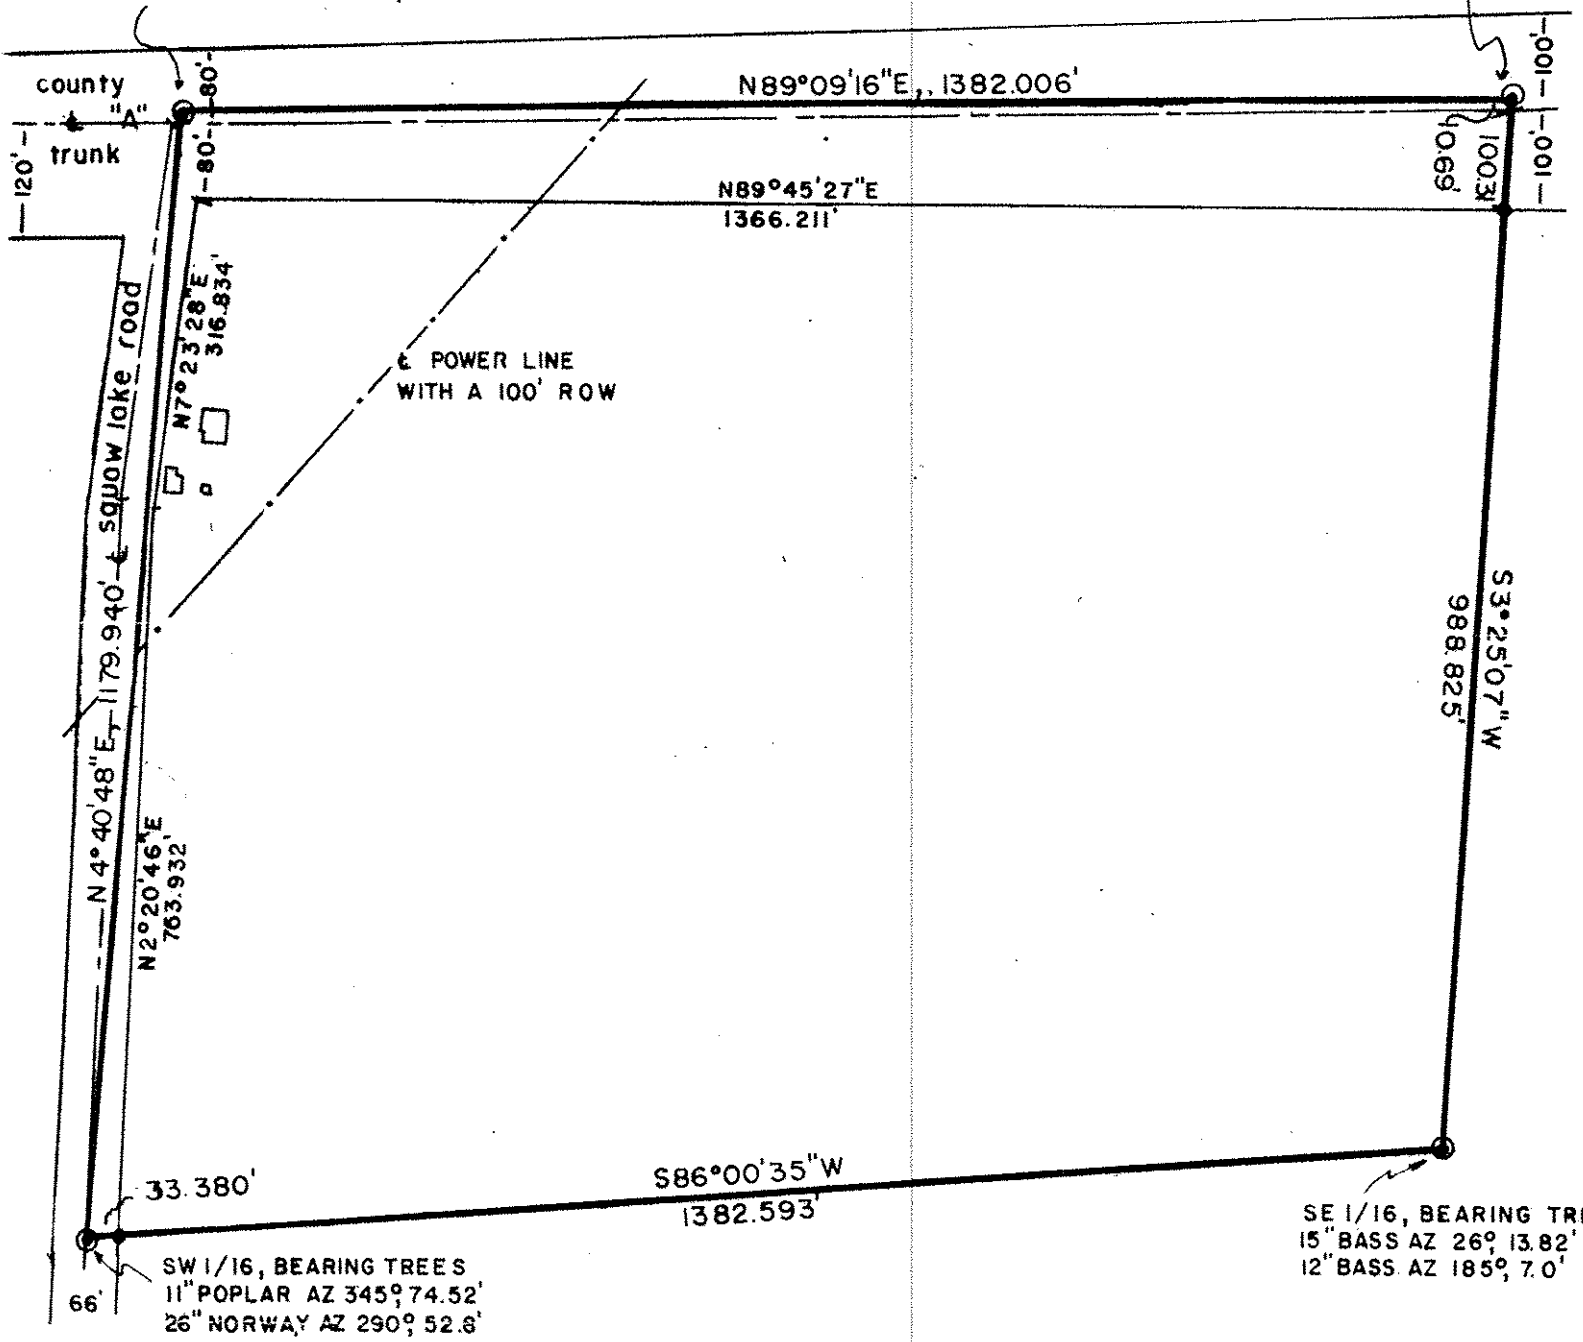 county
"A"
trunk
120'
80'
80'
N89°09'16"E, 1382.006'
100'
100'
10.69'
100.31
N89°45'27"E
1366.211'
squaw lake road
N7°23'28"E
316.834'
℄ POWER LINE
WITH A 100' ROW
N4°40'48"E, 1179.940'
N2°20'46"E
763.932'
S3°25'07"W
988.825'
33.380'
S86°00'35"W
1382.593'
66'
SW 1/16, BEARING TREES
11" POPLAR AZ 345°, 74.52'
26" NORWAY AZ 290°, 52.8'
SE 1/16, BEARING TR
15" BASS AZ 26°, 13.82'
12" BASS. AZ 185°, 7.0'